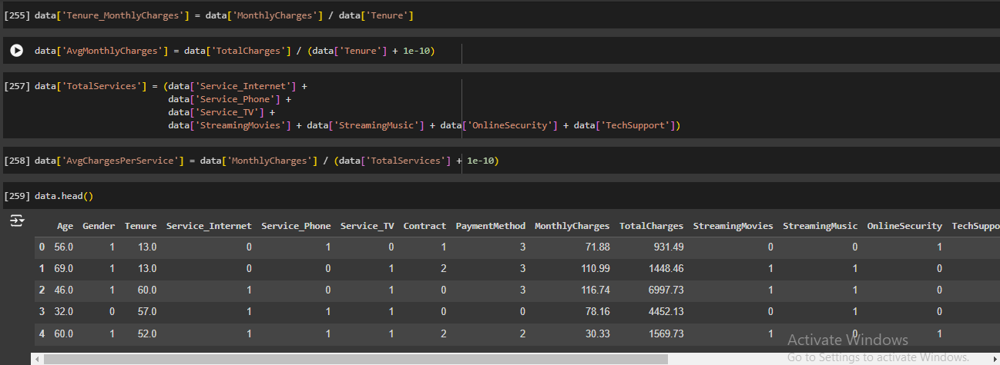 [255] data['Tenure_MonthlyCharges'] = data['MonthlyCharges'] / data['Tenure']
data['AvgMonthlyCharges'] = data['TotalCharges'] / (data['Tenure'] + 1e-10)
[257] data['TotalServices'] = (data['Service_Internet'] +
data['Service_Phone'] +
data['Service_TV'] +
data['StreamingMovies'] + data['StreamingMusic'] + data['OnlineSecurity'] + data['TechSupport'])
[258] data['AvgChargesPerService'] = data['MonthlyCharges'] / (data['TotalServices'] + 1e-10)
[259] data.head()
Age Gender Tenure Service_Internet Service_Phone Service_TV Contract PaymentMethod MonthlyCharges TotalCharges StreamingMovies StreamingMusic OnlineSecurity TechSuppo
0 56.0 1 13.0 0 1 0 1 3 71.88 931.49 0 0 1
1 69.0 1 13.0 0 0 1 2 3 110.99 1448.46 1 1 0
2 46.0 1 60.0 1 0 1 0 3 116.74 6997.73 1 1 0
3 32.0 0 57.0 1 1 1 0 0 78.16 4452.13 0 1 0
4 60.0 1 52.0 1 1 1 2 2 30.33 1569.73 1 0 1
Activate Windows
Go to Settings to activate Windows.